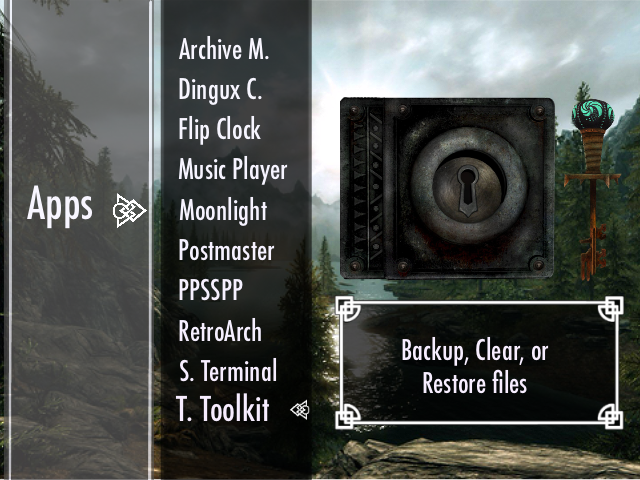 Apps
Archive M.
Dingux C.
Flip Clock
Music Player
Moonlight
Postmaster
PPSSPP
RetroArch
S. Terminal
T. Toolkit
Backup, Clear, or
Restore files